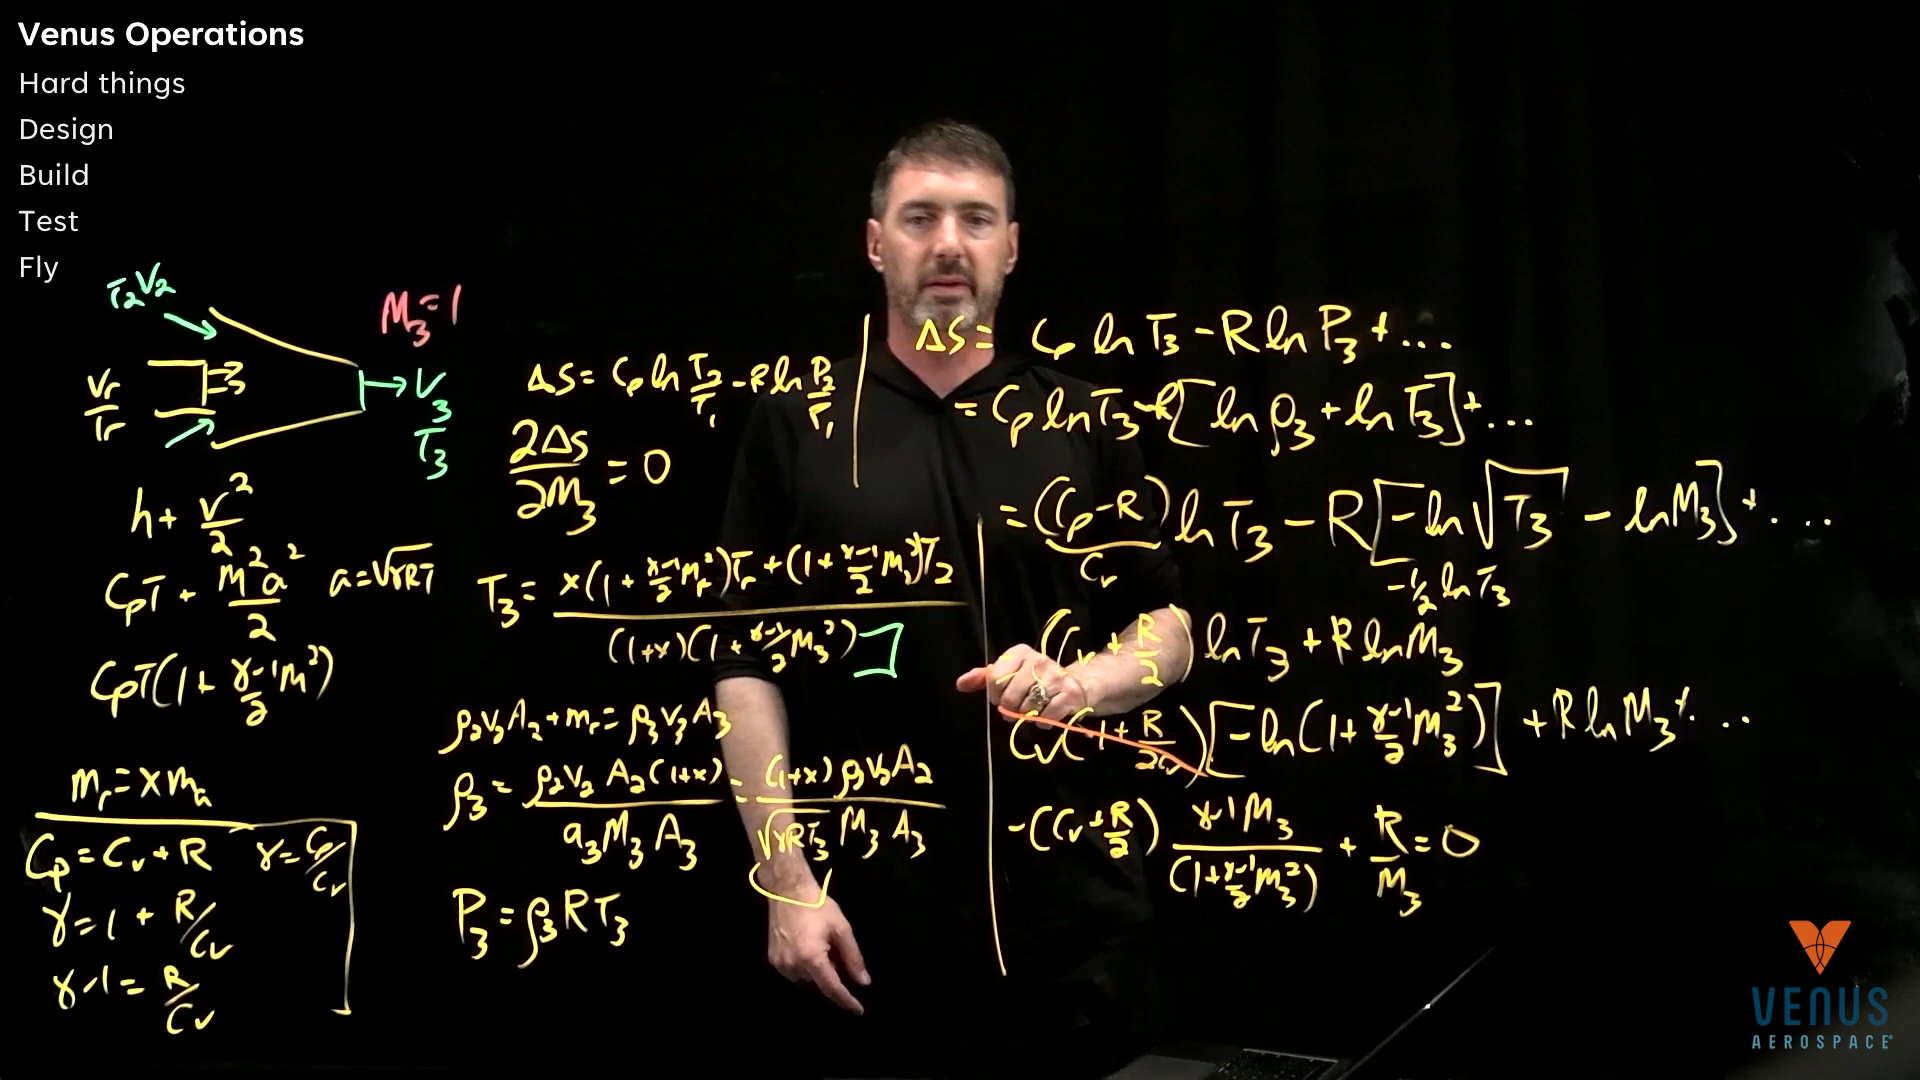 Venus Operations
Hard things
Design
Build
Test
Fly
T₂V₂
M₃=1
Vr/Tr
V₃
T₃
h+ V²/2
CpT + M²a²/2
a=√γRT
CpT(1+ γ-1/2 M²)
mr = x ma
Cp = Cv + R
γ = Cp/Cv
γ = 1 + R/Cv
γ-1 = R/Cv
ΔS = Cp ln T₂/T₁ - R ln P₂/P₁
∂ΔS/∂M₃ = 0
T₃ = x(1+ γ-1/2 Mr²)Tr + (1+ γ-1/2 M₂²)T₂ / (1+x)(1+ γ-1/2 M₃²)
ρ₂V₂A₂ + mr = ρ₃V₃A₃
ρ₃ = ρ₂V₂ A₂(1+x) / a₃M₃A₃ = (1+x)ρ₂V₂A₂ / √γRT₃ M₃ A₃
P₃ = ρ₃RT₃
ΔS = Cp ln T₃ - R ln P₃ + ...
= Cp ln T₃ - R[ln ρ₃ + ln T₃] + ...
= (Cp-R) ln T₃ - R[-ln √T₃ - ln M₃] + ...
Cv
-½ ln T₃
= (Cv + R/2) ln T₃ + R ln M₃
Cv(1+ R/2Cv)[-ln(1+ γ-1/2 M₃²)] + R ln M₃ + ...
-(Cv + R/2) γ-1 M₃ / (1+ γ-1/2 M₃²) + R/M₃ = 0
VENUS
AEROSPACE